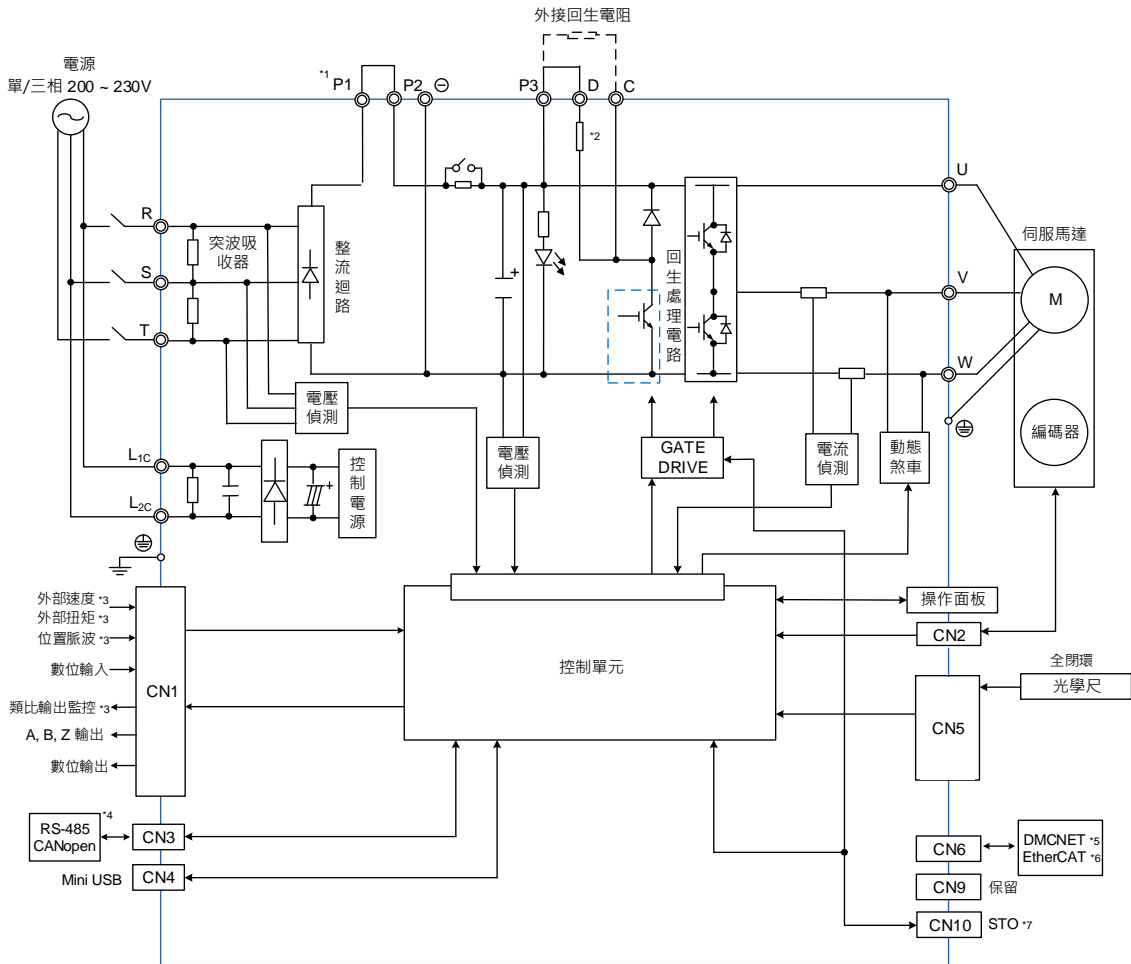 外接回生電阻
電源
單/三相 200 ~ 230V
*1
P1
P2
⊖
P3
D
C
*2
R
S
T
突波吸
收器
整流迴路
回生處理電路
U
V
W
伺服馬達
M
編碼器
電壓
偵測
L1C
L2C
控制電源
電壓
偵測
GATE
DRIVE
電流
偵測
動態
煞車
外部速度 *3
外部扭矩 *3
位置脈波 *3
數位輸入
類比輸出監控 *3
A, B, Z 輸出
數位輸出
CN1
控制單元
操作面板
CN2
全閉環
光學尺
CN5
RS-485
CANopen
*4
CN3
Mini USB
CN4
CN6
DMCNET *5
EtherCAT *6
CN9
保留
CN10
STO *7